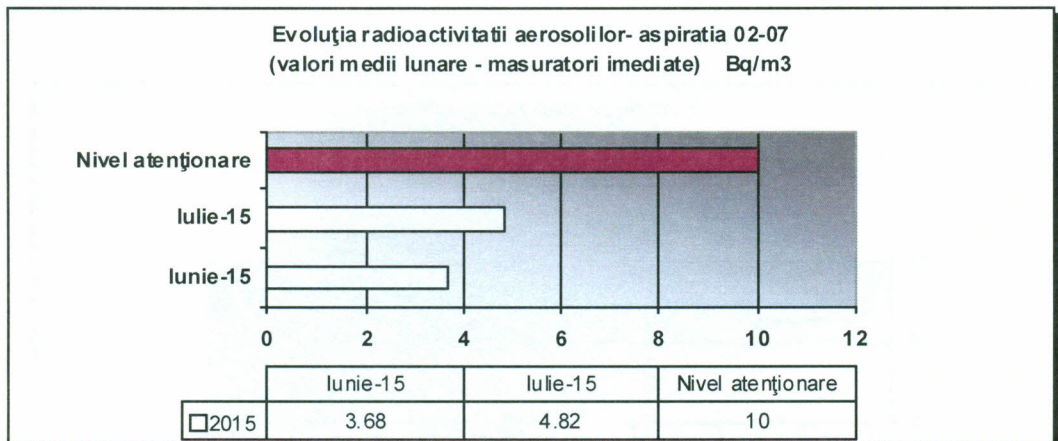 Evoluţia radioactivitatii aerosolilor- aspiratia 02-07
(valori medii lunare - masuratori imediate) Bq/m3
Nivel atenţionare
Iulie-15
Iunie-15
0 2 4 6 8 10 12
Iunie-15 Iulie-15 Nivel atenţionare
2015 3.68 4.82 10